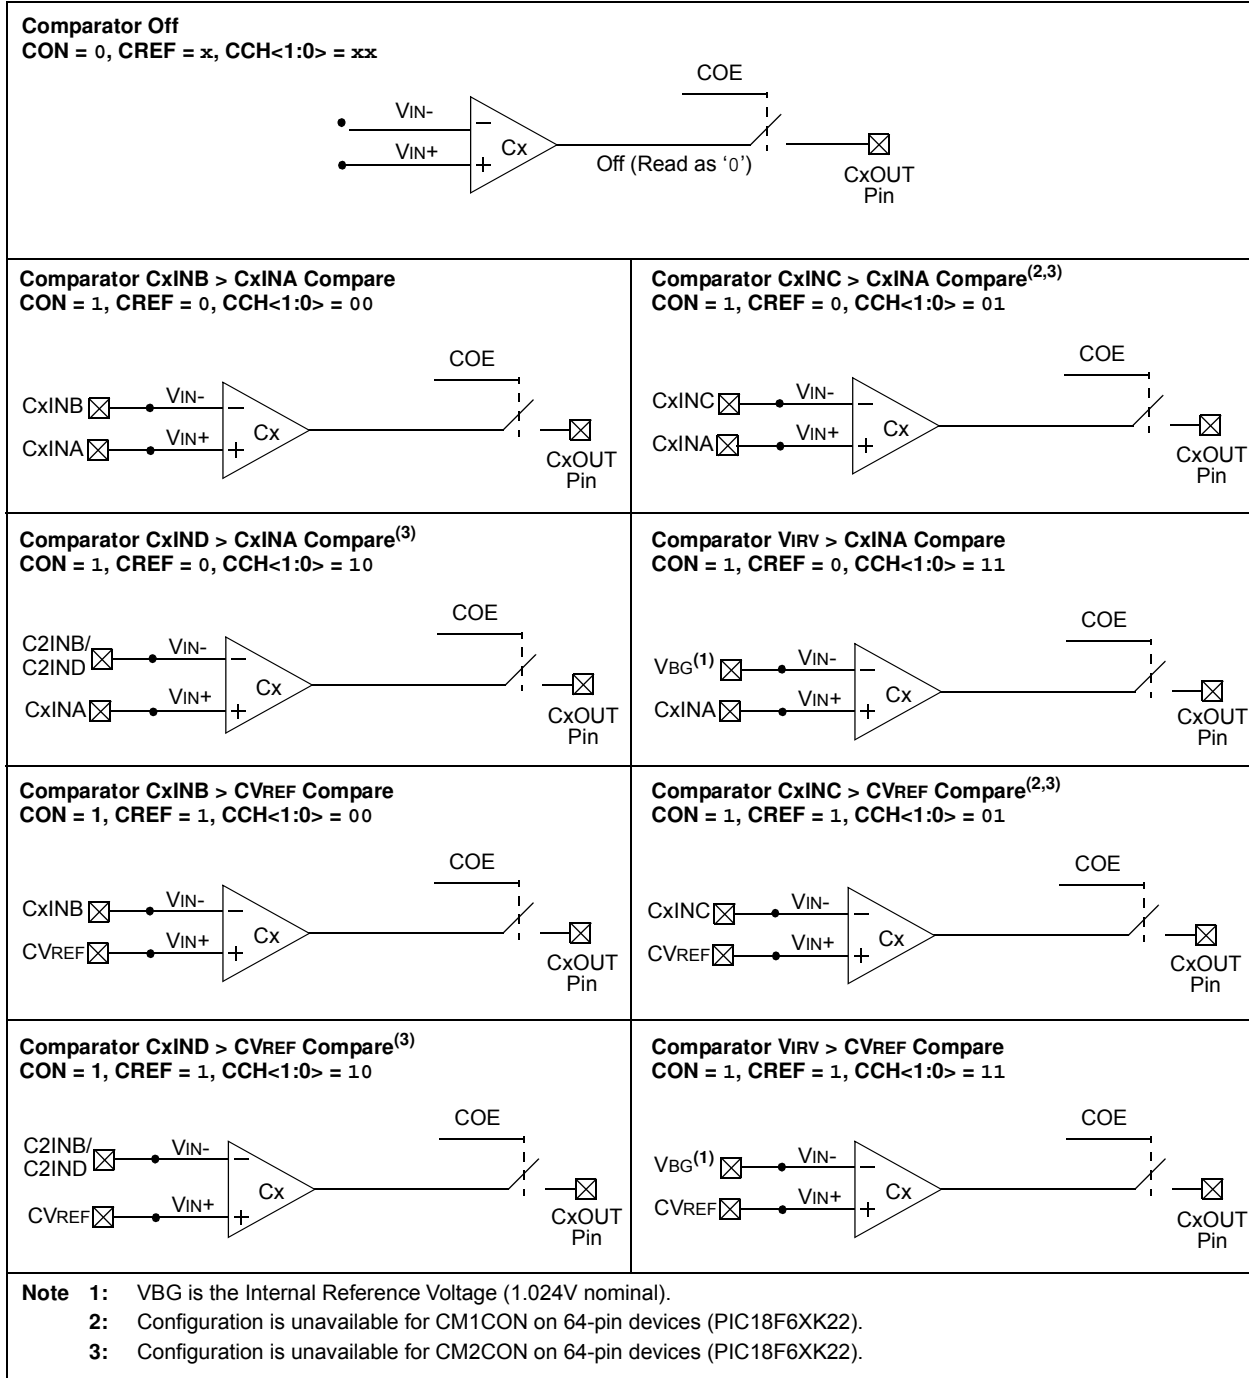 Comparator Off
CON = 0, CREF = x, CCH<1:0> = xx
COE
VIN-
VIN+
–
+
Cx
Off (Read as ‘0’)
CxOUT
Pin
Comparator CxINB > CxINA Compare
CON = 1, CREF = 0, CCH<1:0> = 00
COE
CxINB
VIN-
–
CxINA
VIN+
+
Cx
CxOUT
Pin
Comparator CxINC > CxINA Compare(2,3)
CON = 1, CREF = 0, CCH<1:0> = 01
COE
CxINC
VIN-
–
CxINA
VIN+
+
Cx
CxOUT
Pin
Comparator CxIND > CxINA Compare(3)
CON = 1, CREF = 0, CCH<1:0> = 10
COE
C2INB/
C2IND
VIN-
–
CxINA
VIN+
+
Cx
CxOUT
Pin
Comparator VIRV > CxINA Compare
CON = 1, CREF = 0, CCH<1:0> = 11
COE
VBG(1)
VIN-
–
CxINA
VIN+
+
Cx
CxOUT
Pin
Comparator CxINB > CVREF Compare
CON = 1, CREF = 1, CCH<1:0> = 00
COE
CxINB
VIN-
–
CVREF
VIN+
+
Cx
CxOUT
Pin
Comparator CxINC > CVREF Compare(2,3)
CON = 1, CREF = 1, CCH<1:0> = 01
COE
CxINC
VIN-
–
CVREF
VIN+
+
Cx
CxOUT
Pin
Comparator CxIND > CVREF Compare(3)
CON = 1, CREF = 1, CCH<1:0> = 10
COE
C2INB/
C2IND
VIN-
–
CVREF
VIN+
+
Cx
CxOUT
Pin
Comparator VIRV > CVREF Compare
CON = 1, CREF = 1, CCH<1:0> = 11
COE
VBG(1)
VIN-
–
CVREF
VIN+
+
Cx
CxOUT
Pin
Note 1: VBG is the Internal Reference Voltage (1.024V nominal).
2: Configuration is unavailable for CM1CON on 64-pin devices (PIC18F6XK22).
3: Configuration is unavailable for CM2CON on 64-pin devices (PIC18F6XK22).